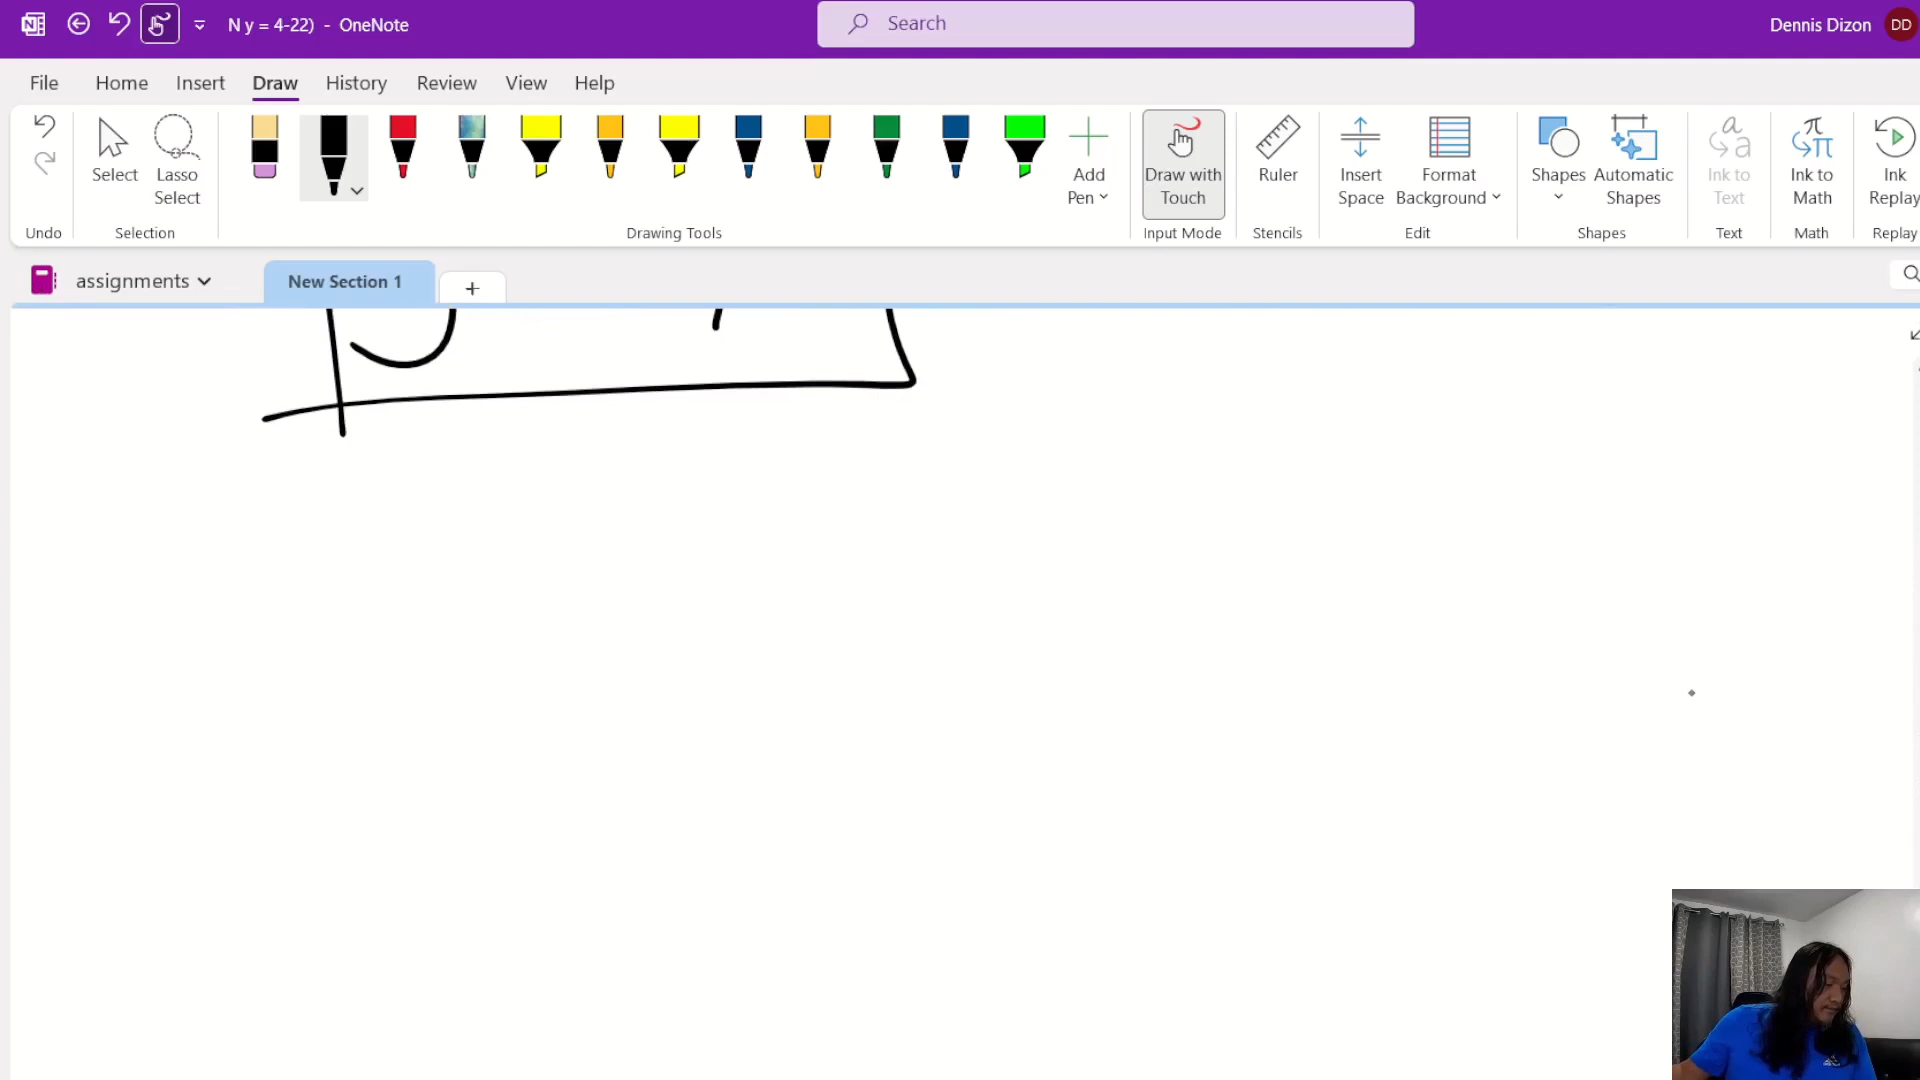 N y = 4-22) - OneNote
Search
Dennis Dizon DD
File Home Insert Draw History Review View Help
Select
Lasso Select
Add Pen
Draw with Touch
Ruler
Insert Space
Format Background
Shapes
Automatic Shapes
Ink to Text
Ink to Math
Ink Replay
Undo Selection Drawing Tools Input Mode Stencils Edit Shapes Text Math Replay
assignments New Section 1 +